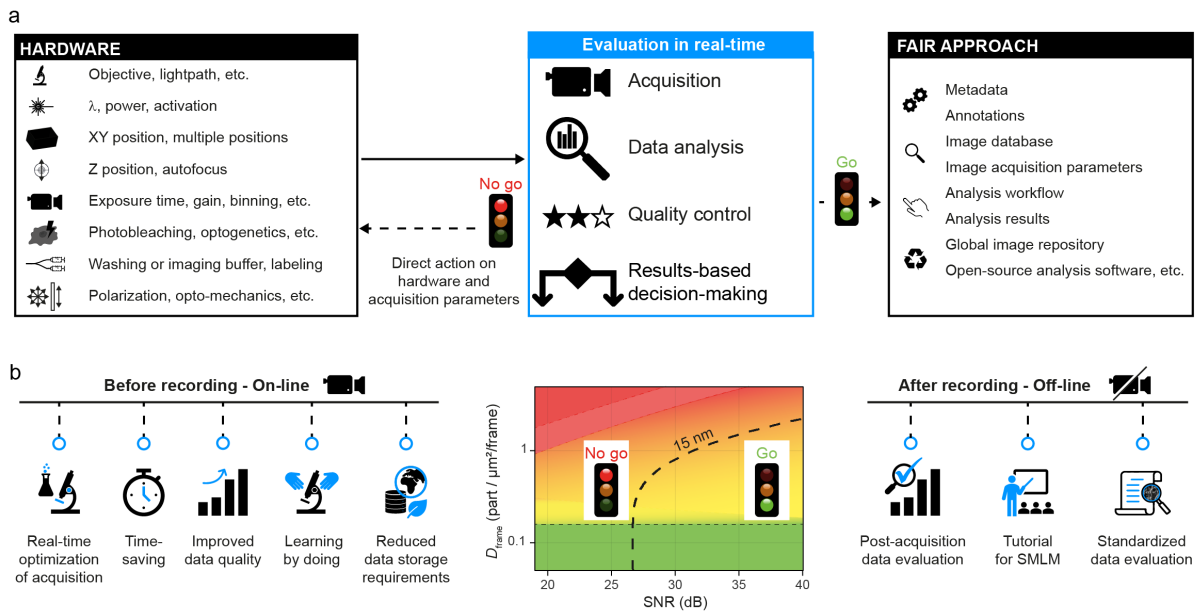 a
HARDWARE
Objective, lightpath, etc.
λ, power, activation
XY position, multiple positions
Z position, autofocus
Exposure time, gain, binning, etc.
Photobleaching, optogenetics, etc.
Washing or imaging buffer, labeling
Polarization, opto-mechanics, etc.
No go
Direct action on
hardware and
acquisition parameters
Evaluation in real-time
Acquisition
Data analysis
Quality control
Results-based
decision-making
Go
FAIR APPROACH
Metadata
Annotations
Image database
Image acquisition parameters
Analysis workflow
Analysis results
Global image repository
Open-source analysis software, etc.
b
Before recording - On-line
Real-time
optimization
of acquisition
Time-
saving
Improved
data quality
Learning
by doing
Reduced
data storage
requirements
D frame (part / µm²/frame)
1
0.1
15 nm
No go
Go
20
25
30
35
40
SNR (dB)
After recording - Off-line
Post-acquisition
data evaluation
Tutorial
for SMLM
Standardized
data evaluation